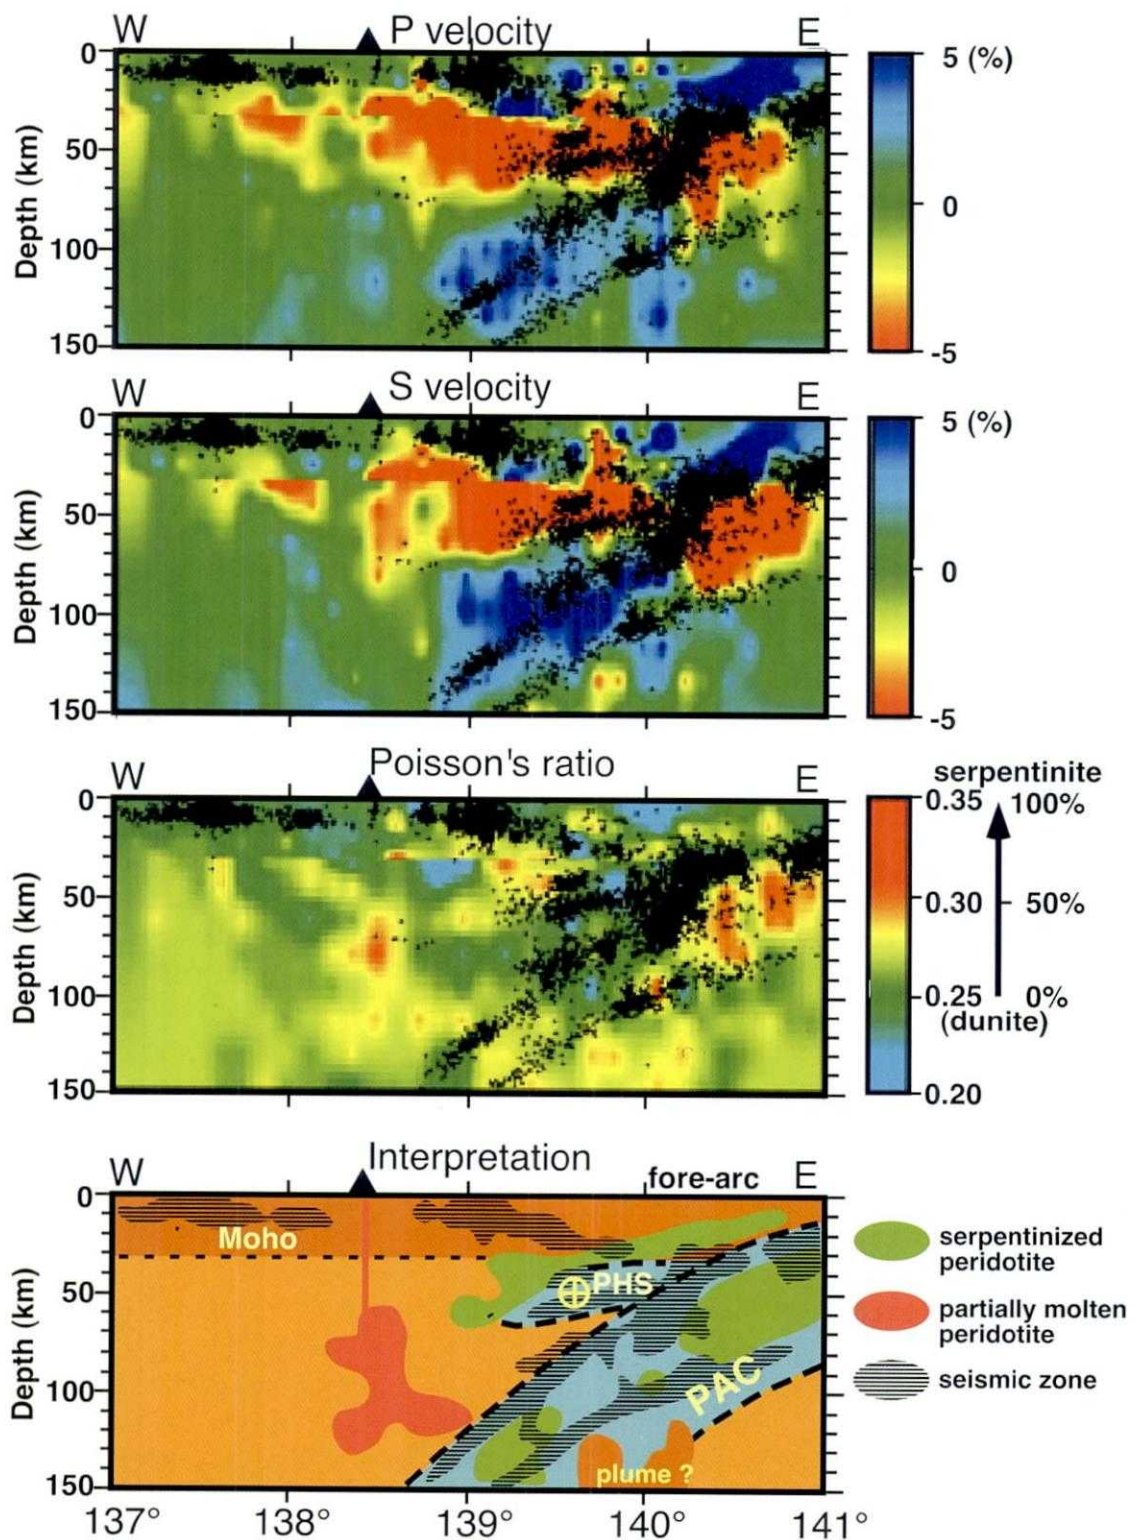 W P velocity E
0
50
100
150
Depth (km)
5 (%)
0
-5
W S velocity E
0
50
100
150
Depth (km)
5 (%)
0
-5
W Poisson's ratio E
0
50
100
150
Depth (km)
serpentinite
0.35 100%
0.30 50%
0.25 0%
(dunite)
0.20
W Interpretation fore-arc E
0
50
100
150
Depth (km)
Moho
PHS
PAC
plume ?
serpentinized
peridotite
partially molten
peridotite
seismic zone
137° 138° 139° 140° 141°